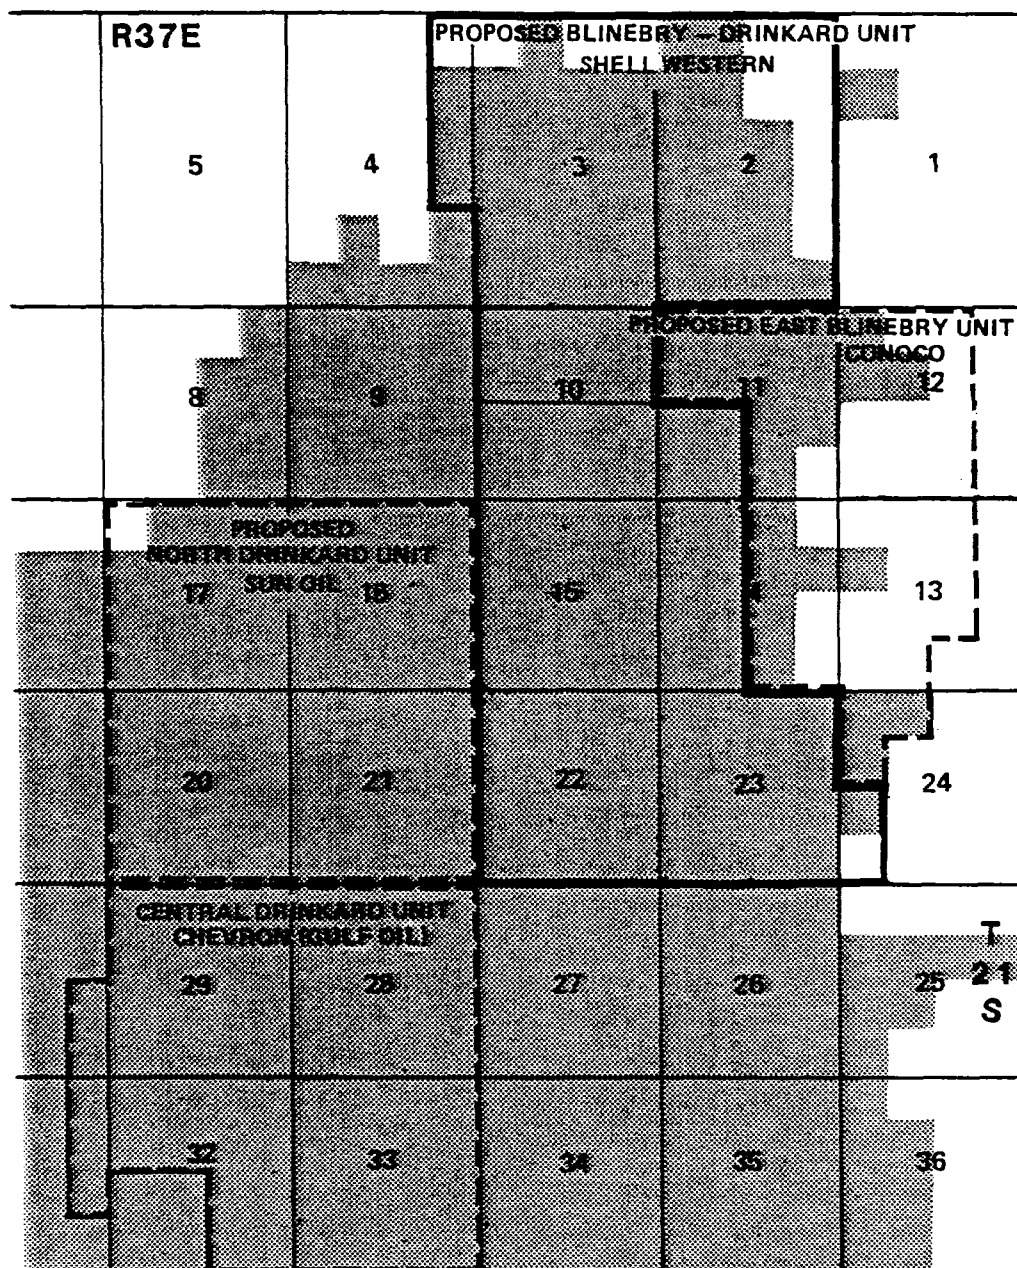 R37E
PROPOSED BLINEBRY – DRINKARD UNIT
SHELL WESTERN
5
4
3
2
1
PROPOSED EAST BLINEBRY UNIT
CONOCO
8
9
10
11
12
PROPOSED
NORTH DRINKARD UNIT
SUN OIL
17
16
15
13
20
21
22
23
24
CENTRAL DRINKARD UNIT
CHEVRON (GULF OIL)
29
28
27
26
25
T
21
S
32
33
34
35
36